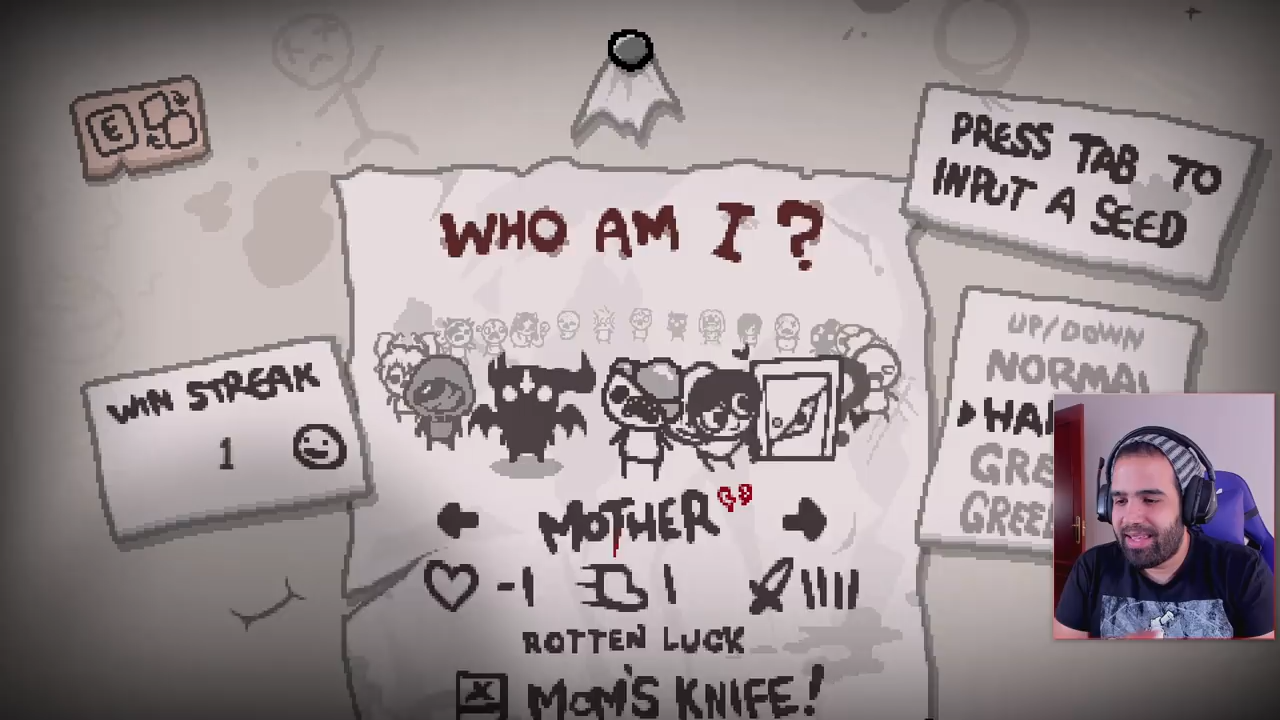 WHO AM I?
PRESS TAB TO
INPUT A SEED
WIN STREAK
1
UP/DOWN
NORMAL
MOTHER
-1
ROTTEN LUCK
MOM'S KNIFE!